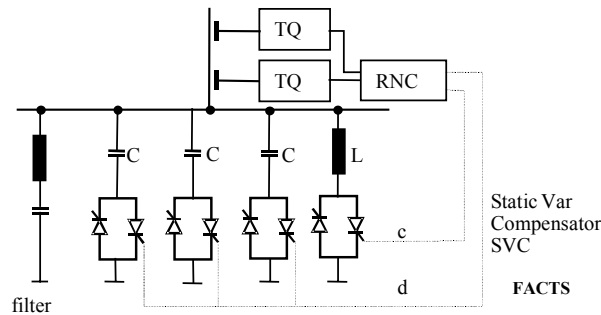 TQ
TQ
RNC
C
C
C
L
c
d
Static Var
Compensator
SVC
FACTS
filter